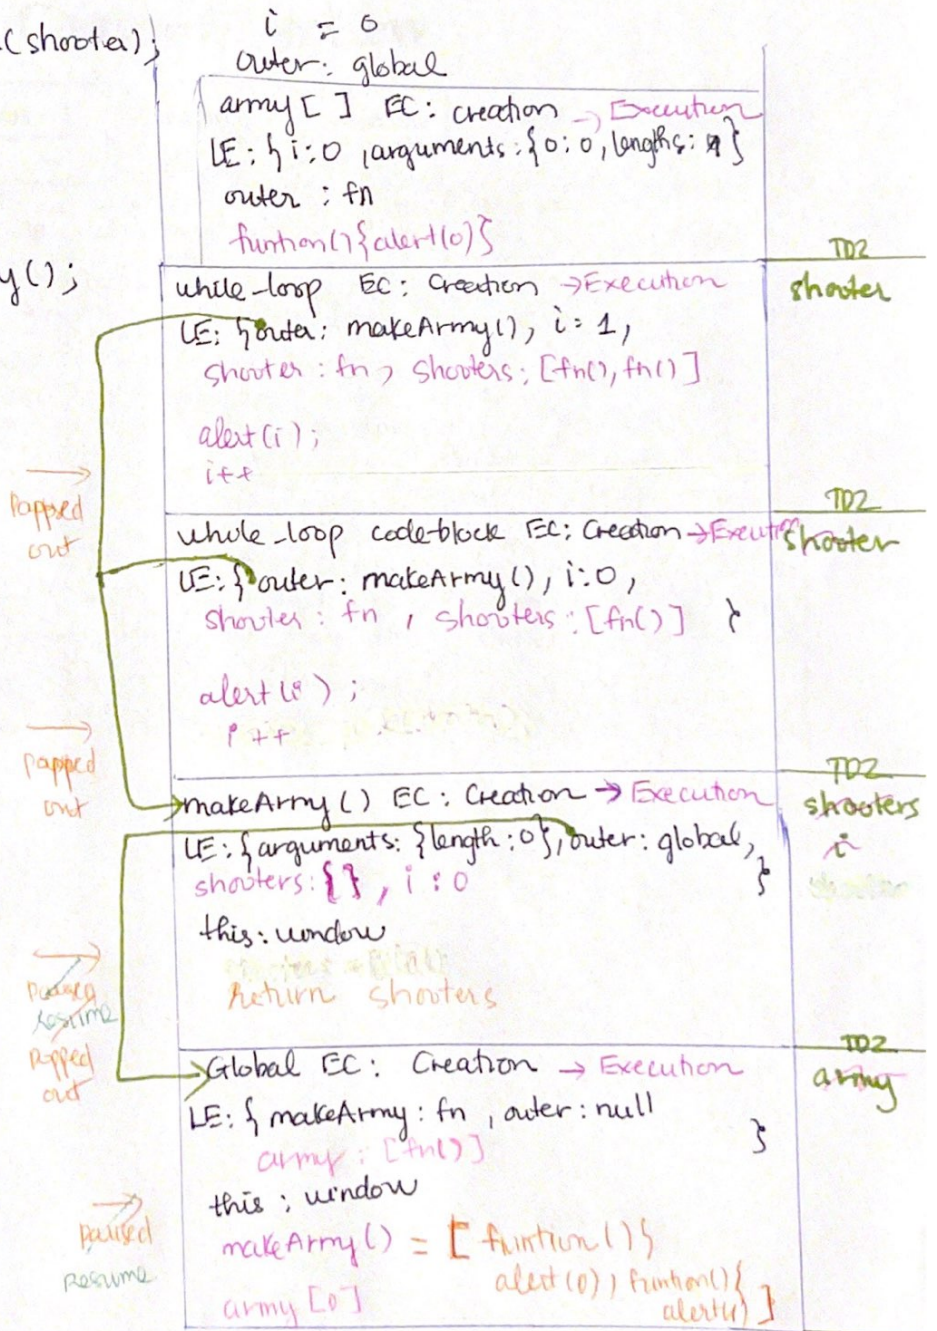 (shooter);
i = 0
outer: global
army[ ] EC: creation → Execution
LE: { i:0 , arguments: {0:0, lengths: 1}
outer : fn
funtion(){alert(0)}
TDZ
y();
while-loop EC: Creation → Execution
shooter
LE: { outer: makeArmy(), i = 1,
shooter : fn , shooters: [fn(), fn()]
alert(i);
i++
Popped
out
TDZ
while-loop code-block EC: Creation → Execution
shooter
LE: { outer: makeArmy(), i:0,
shooter : fn , shooters : [fn()] }
alert(i);
i++
popped
out
TDZ
makeArmy() EC: Creation → Execution
shooters
LE: {arguments: {length:0}, outer: global,
i
shooters: {} , i : 0 }
this: window
return shooters
paused
resume
popped
out
TDZ
Global EC: Creation → Execution
army
LE: { makeArmy : fn , outer : null
}
army : [fn()]
this : window
paused
makeArmy() = [ funtion(){
resume
alert(0), funtion(){
army[0]
alert(1) ]